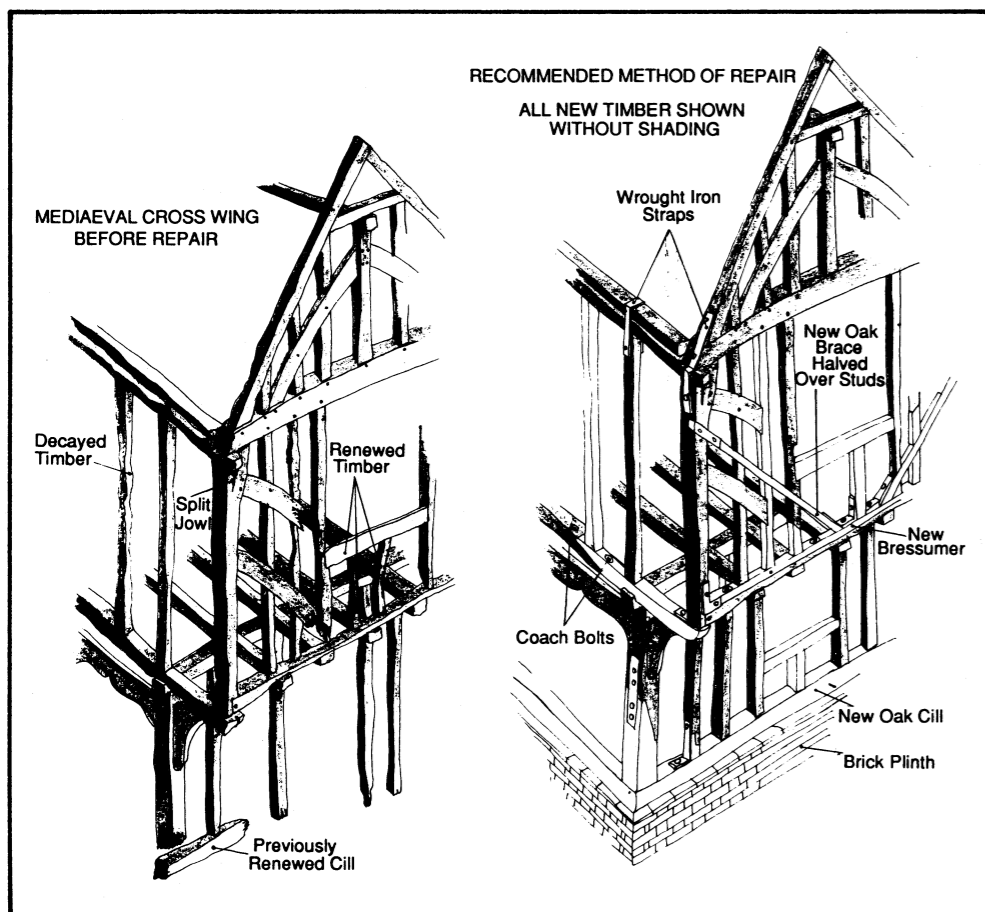 MEDIAEVAL CROSS WING
BEFORE REPAIR
Decayed
Timber
Split
Jowl
Renewed
Timber
Previously
Renewed Cill
RECOMMENDED METHOD OF REPAIR
ALL NEW TIMBER SHOWN
WITHOUT SHADING
Wrought Iron
Straps
New Oak
Brace
Halved
Over Studs
New
Bressumer
Coach Bolts
New Oak Cill
Brick Plinth